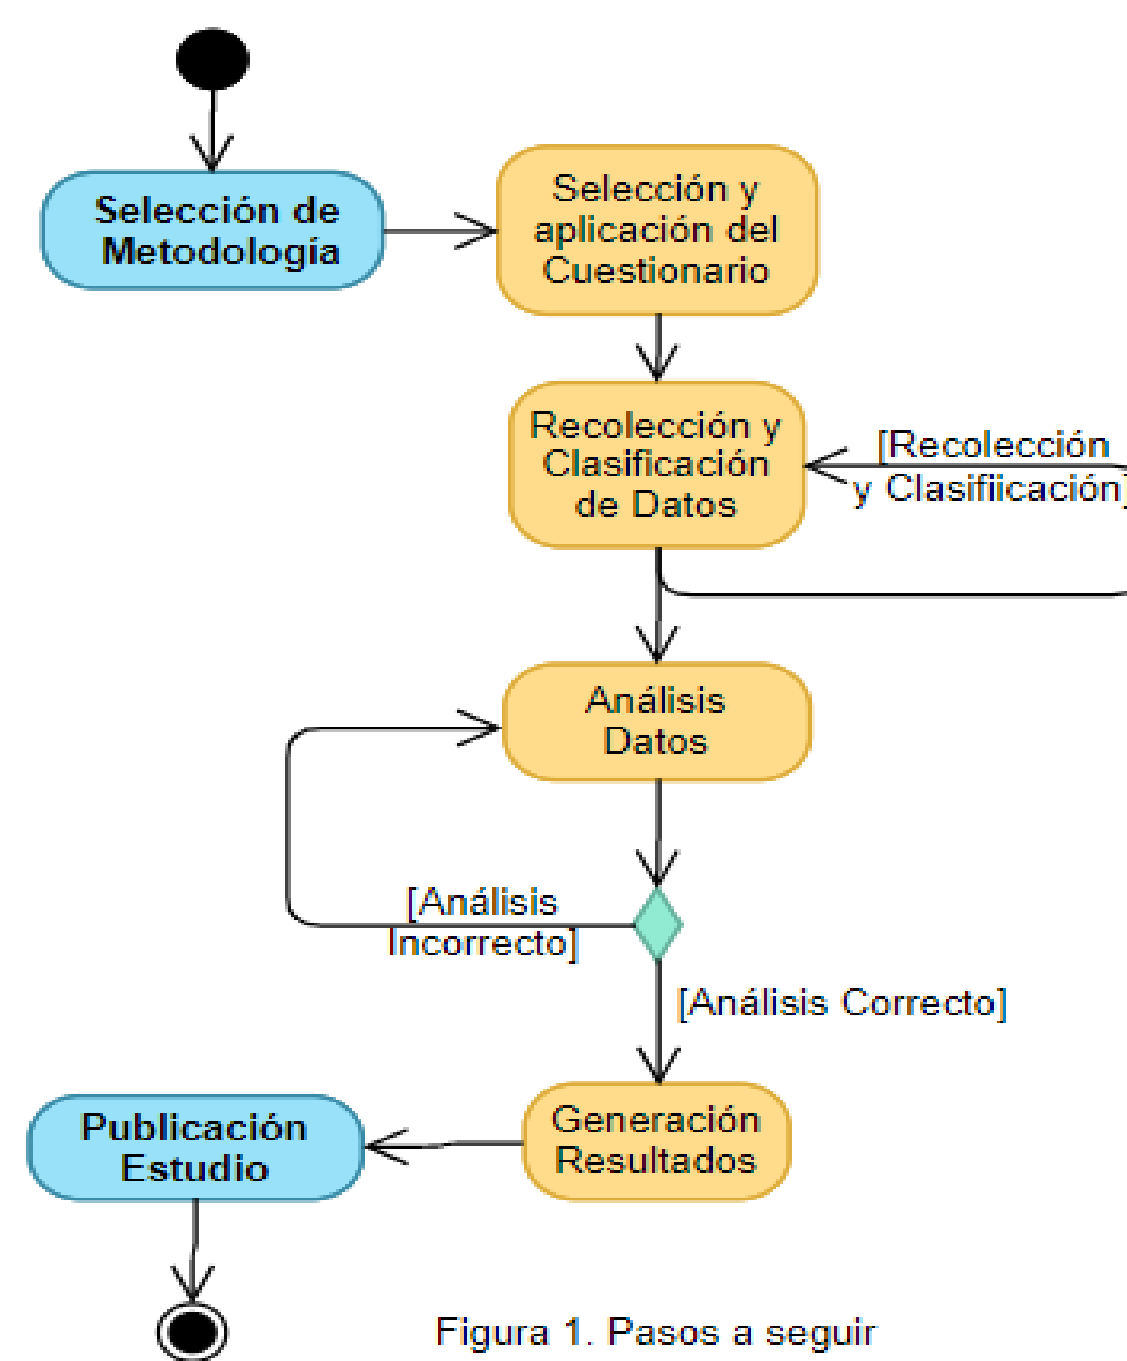 Selección de
Metodología
Selección y
aplicación del
Cuestionario
Recolección y
Clasificación
de Datos
[Recolección
y Clasifiicación]
Análisis
Datos
[Análisis
Incorrecto]
[Análisis Correcto]
Generación
Resultados
Publicación
Estudio
Figura 1. Pasos a seguir